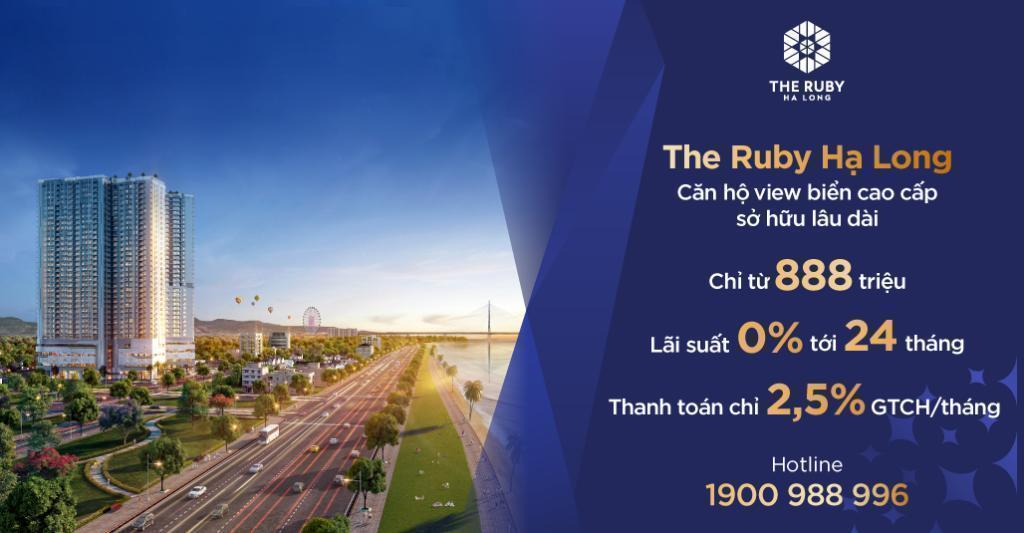 THE RUBY
HA LONG
The Ruby Hạ Long
Căn hộ view biển cao cấp
sở hữu lâu dài
Chỉ từ 888 triệu
Lãi suất 0% tới 24 tháng
Thanh toán chỉ 2,5% GTCH/tháng
Hotline
1900 988 996